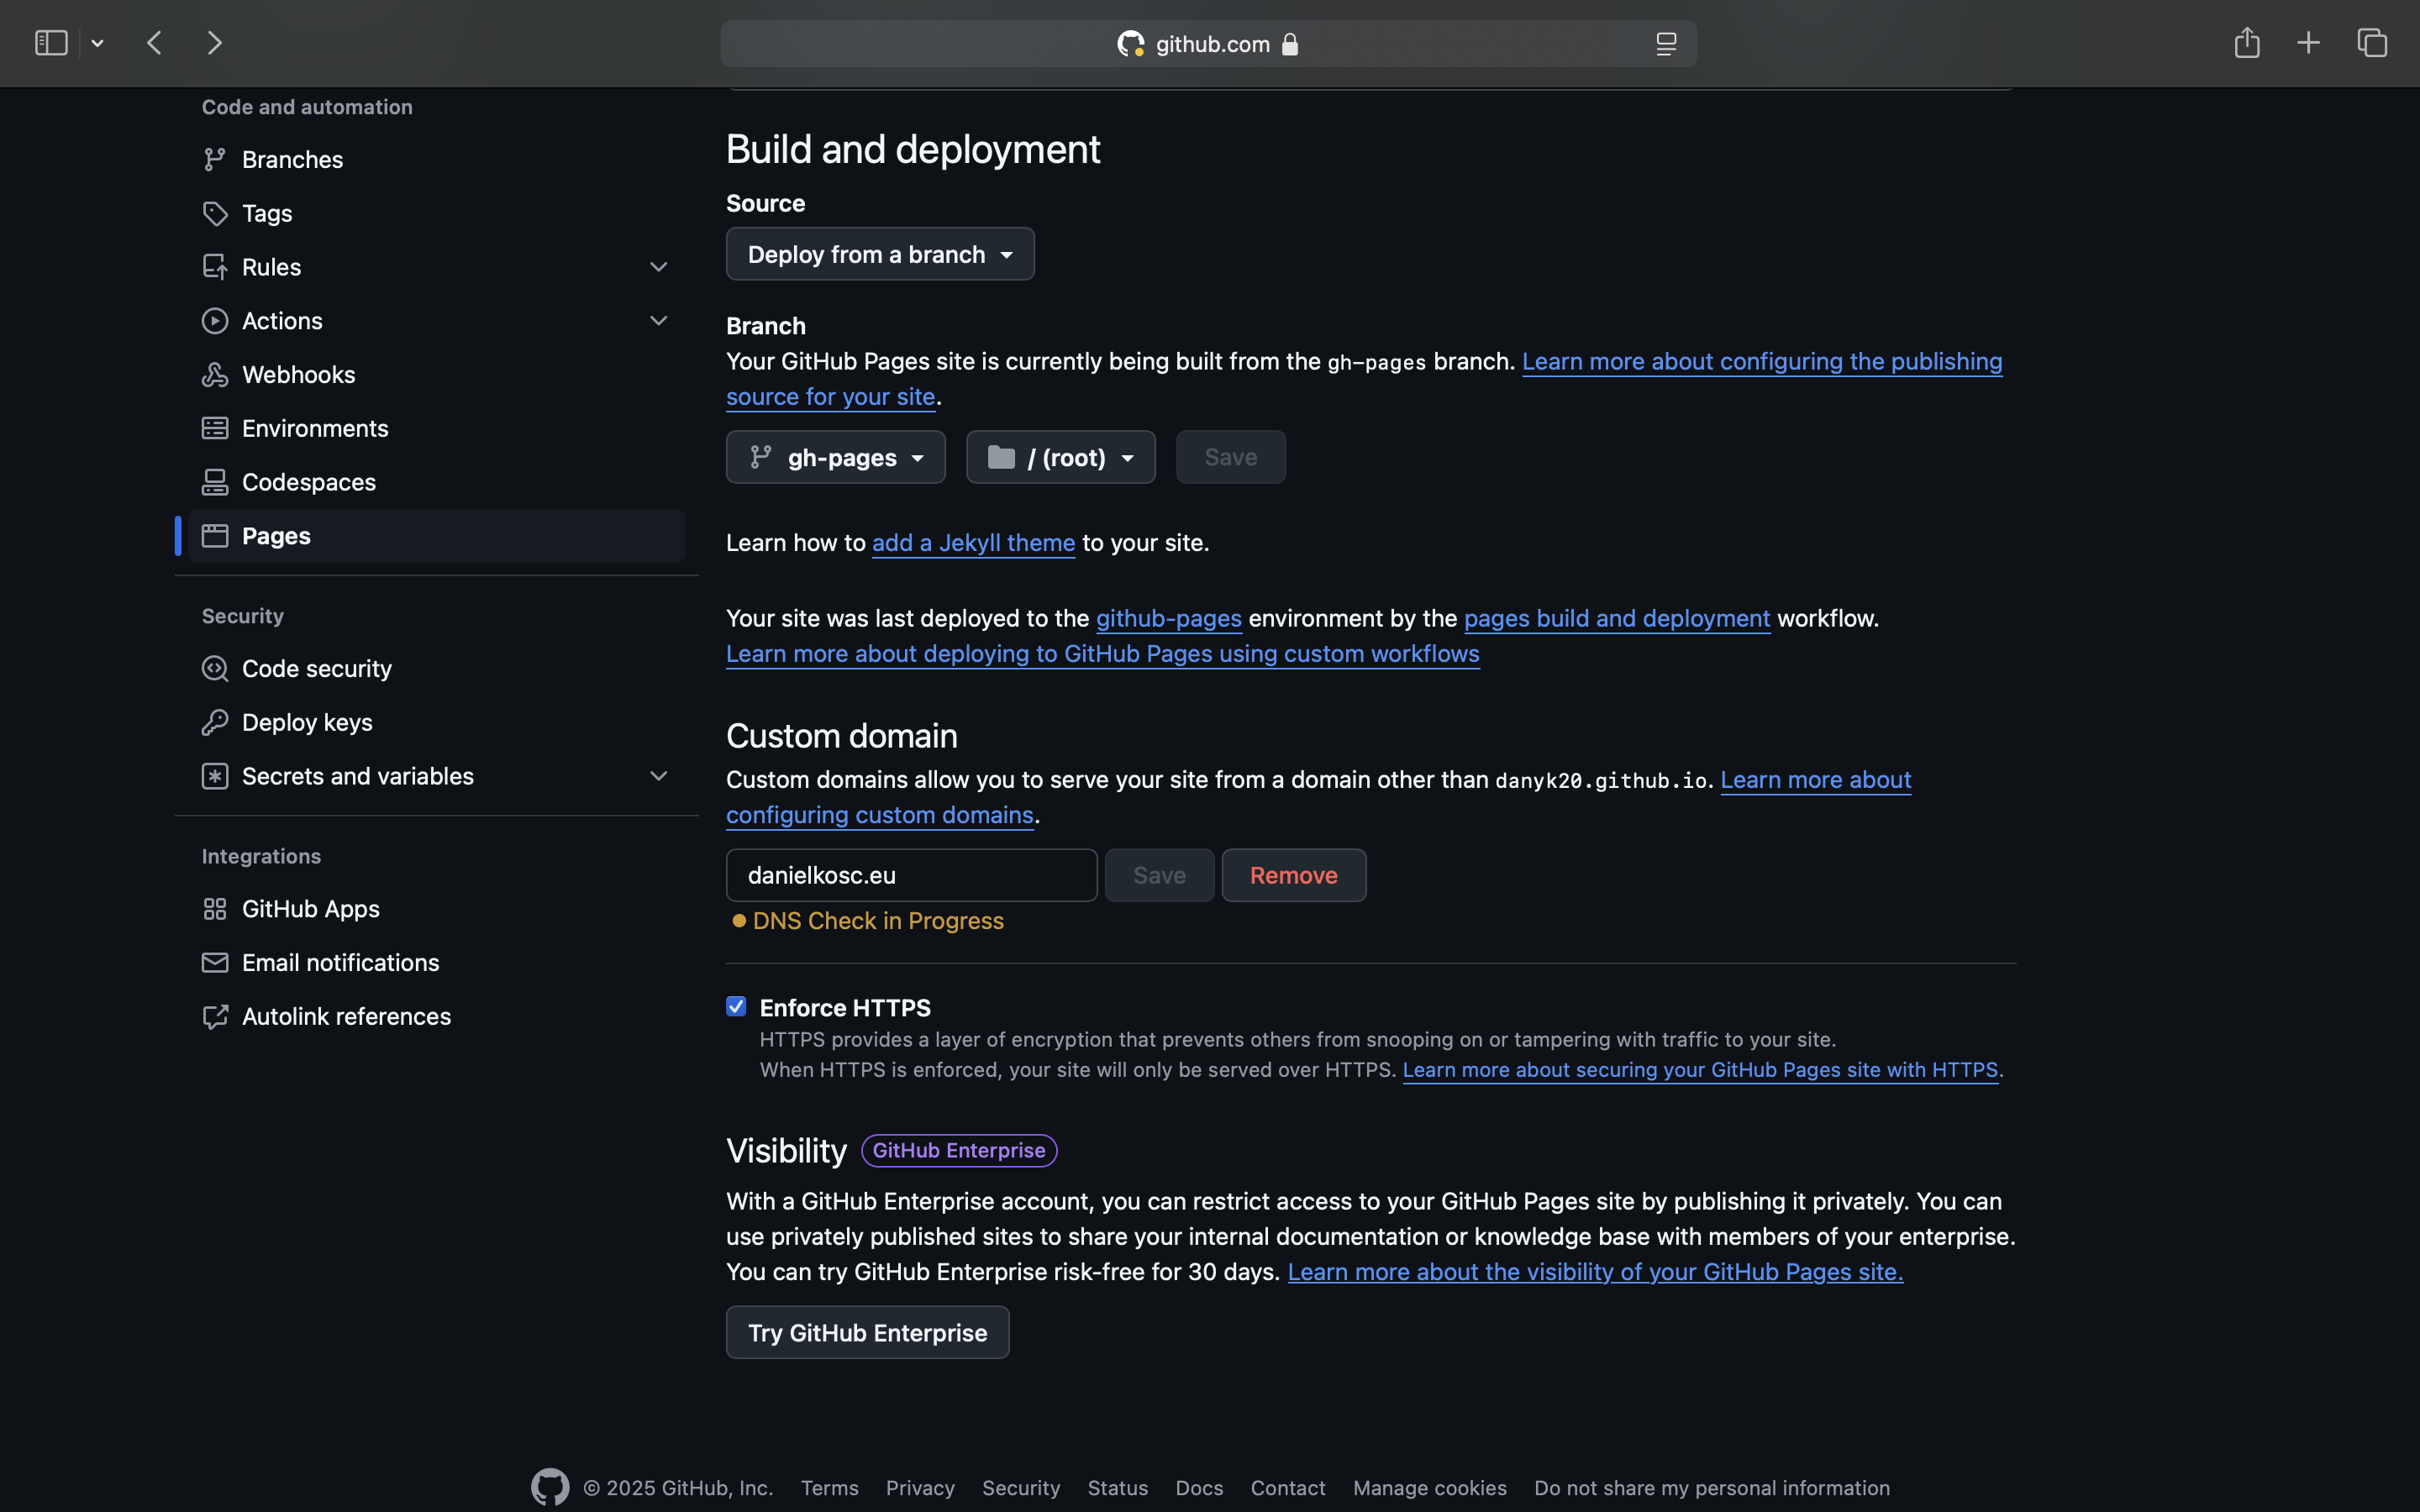 github.com
Code and automation
Branches
Tags
Rules
Actions
Webhooks
Environments
Codespaces
Pages
Security
Code security
Deploy keys
Secrets and variables
Integrations
GitHub Apps
Email notifications
Autolink references
Build and deployment
Source
Deploy from a branch
Branch
Your GitHub Pages site is currently being built from the gh-pages branch. Learn more about configuring the publishing
source for your site.
gh-pages / (root) Save
Learn how to add a Jekyll theme to your site.
Your site was last deployed to the github-pages environment by the pages build and deployment workflow.
Learn more about deploying to GitHub Pages using custom workflows
Custom domain
Custom domains allow you to serve your site from a domain other than danyk20.github.io. Learn more about
configuring custom domains.
danielkosc.eu Save Remove
DNS Check in Progress
Enforce HTTPS
HTTPS provides a layer of encryption that prevents others from snooping on or tampering with traffic to your site.
When HTTPS is enforced, your site will only be served over HTTPS. Learn more about securing your GitHub Pages site with HTTPS.
Visibility GitHub Enterprise
With a GitHub Enterprise account, you can restrict access to your GitHub Pages site by publishing it privately. You can
use privately published sites to share your internal documentation or knowledge base with members of your enterprise.
You can try GitHub Enterprise risk-free for 30 days. Learn more about the visibility of your GitHub Pages site.
Try GitHub Enterprise
© 2025 GitHub, Inc. Terms Privacy Security Status Docs Contact Manage cookies Do not share my personal information